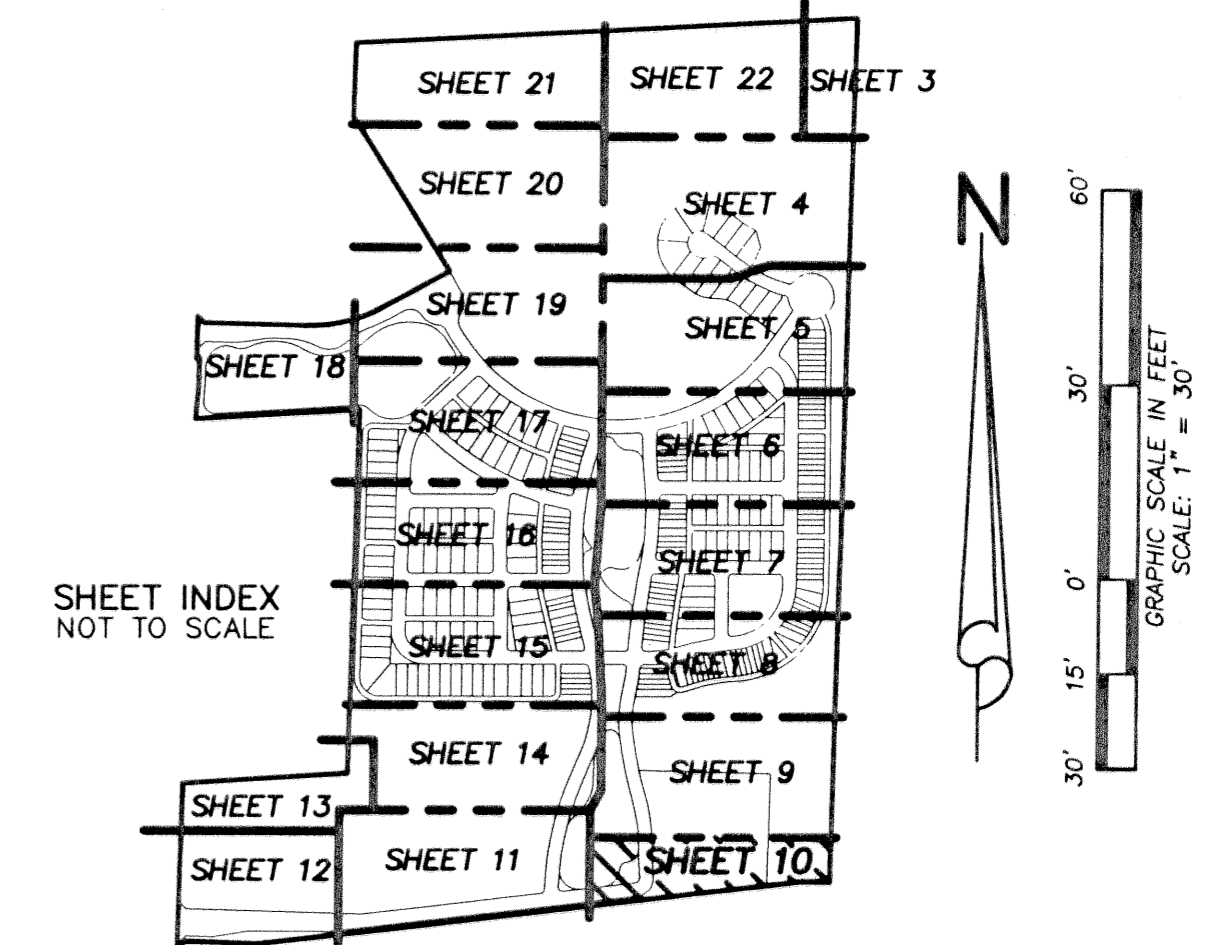 SHEET 21
SHEET 22
SHEET 3
SHEET 20
SHEET 4
N
SHEET 19
SHEET 5
SHEET 18
SHEET 17
SHEET 6
SHEET 16
SHEET 7
SHEET INDEX
NOT TO SCALE
SHEET 15
SHEET 8
SHEET 14
SHEET 9
SHEET 13
SHEET 10
SHEET 12
SHEET 11
60'
30'
0'
15'
30'
GRAPHIC SCALE IN FEET
SCALE: 1" = 30'